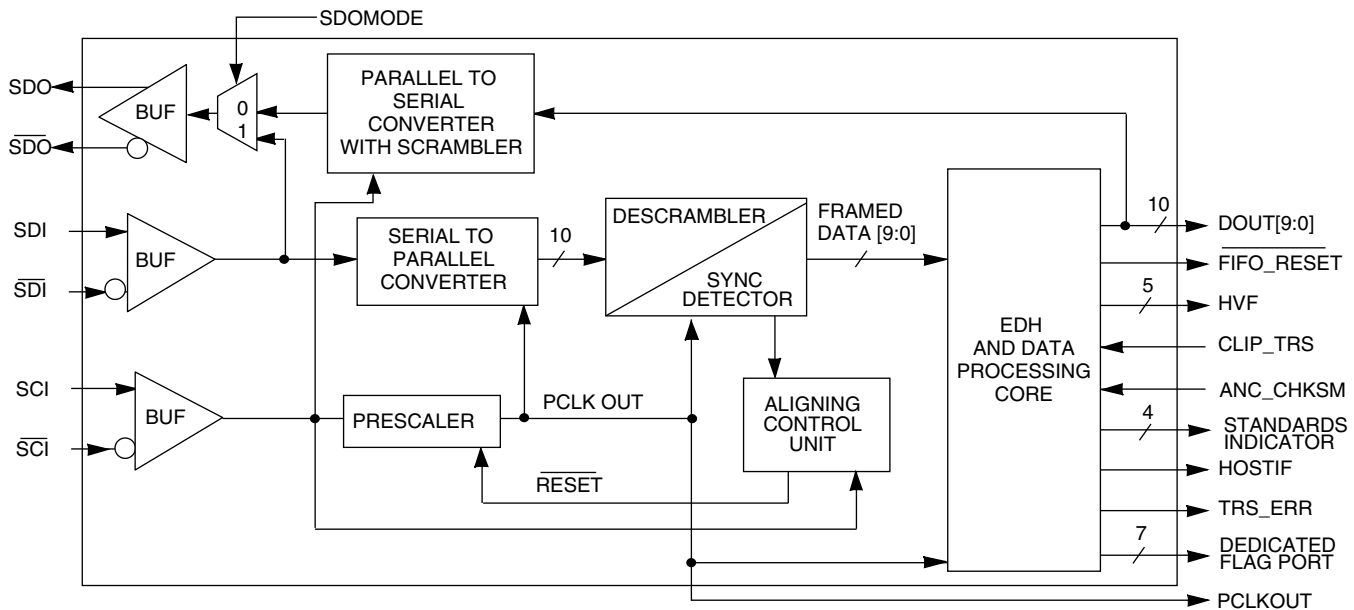 SDOMODE
SDO
BUF
0
1
PARALLEL TO
SERIAL
CONVERTER
WITH SCRAMBLER
SDO
SDI
BUF
SDI
SERIAL TO
PARALLEL
CONVERTER
10
DESCRAMBLER
SYNC
DETECTOR
FRAMED
DATA [9:0]
EDH
AND DATA
PROCESSING
CORE
SCI
BUF
SCI
PRESCALER
PCLK OUT
RESET
ALIGNING
CONTROL
UNIT
10
DOUT[9:0]
FIFO_RESET
5
HVF
CLIP_TRS
ANC_CHKSM
4
STANDARDS
INDICATOR
HOSTIF
TRS_ERR
7
DEDICATED
FLAG PORT
PCLKOUT